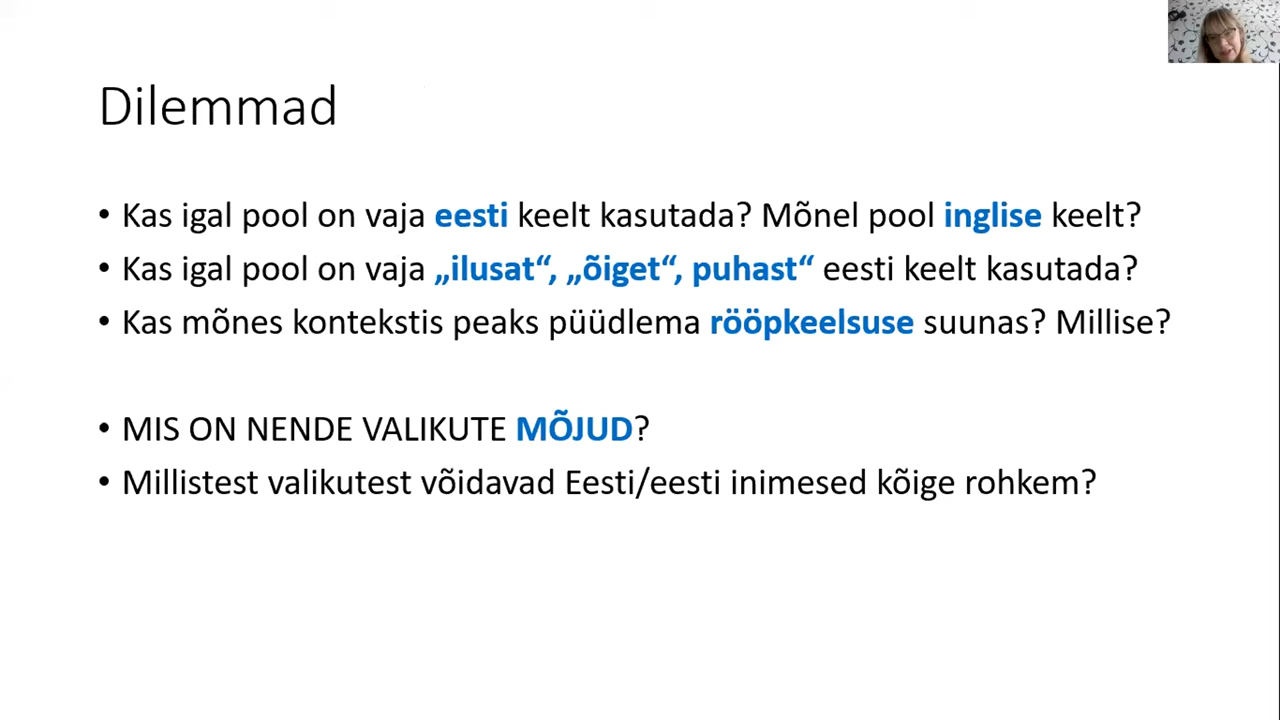 Dilemmad
• Kas igal pool on vaja eesti keelt kasutada? Mõnel pool inglise keelt?
• Kas igal pool on vaja „ilusat“, „õiget“, puhast“ eesti keelt kasutada?
• Kas mõnes kontekstis peaks püüdlema rööpkeelsuse suunas? Millise?
• MIS ON NENDE VALIKUTE MÕJUD?
• Millistest valikutest võidavad Eesti/eesti inimesed kõige rohkem?